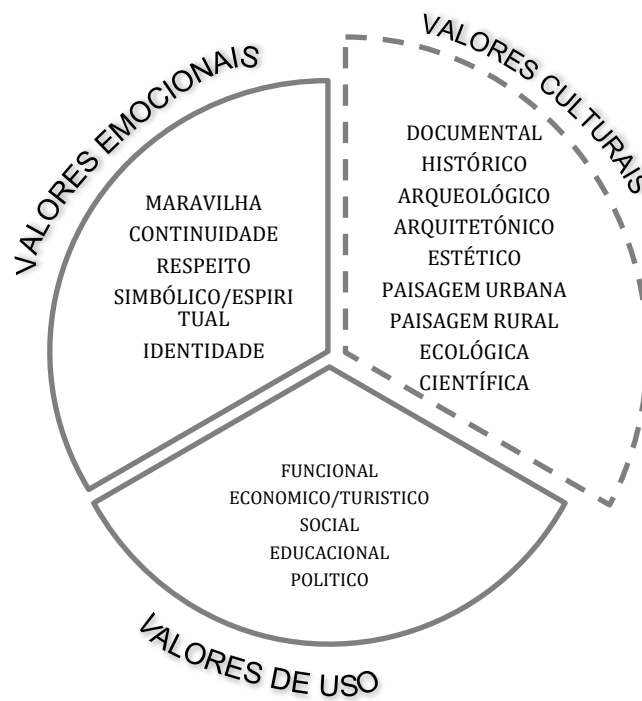 VALORES EMOCIONAIS
MARAVILHA
CONTINUIDADE
RESPEITO
SIMBÓLICO/ESPIRI
TUAL
IDENTIDADE
VALORES CULTURAIS
DOCUMENTAL
HISTÓRICO
ARQUEOLÓGICO
ARQUITETÓNICO
ESTÉTICO
PAISAGEM URBANA
PAISAGEM RURAL
ECOLÓGICA
CIENTÍFICA
FUNCIONAL
ECONOMICO/TURISTICO
SOCIAL
EDUCACIONAL
POLITICO
VALORES DE USO